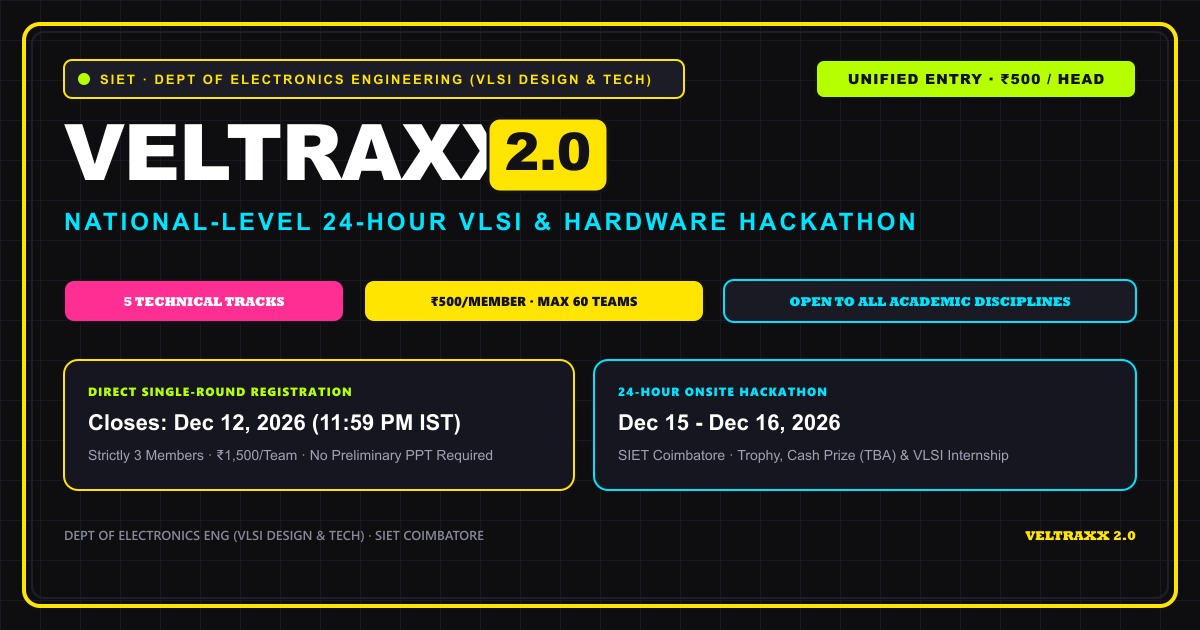 SIET · DEPT OF ELECTRONICS ENGINEERING (VLSI DESIGN & TECH)
UNIFIED ENTRY · ₹500 / HEAD
VELTRAXX 2.0
NATIONAL-LEVEL 24-HOUR VLSI & HARDWARE HACKATHON
5 TECHNICAL TRACKS
₹500/MEMBER · MAX 60 TEAMS
OPEN TO ALL ACADEMIC DISCIPLINES
DIRECT SINGLE-ROUND REGISTRATION
Closes: Dec 12, 2026 (11:59 PM IST)
Strictly 3 Members · ₹1,500/Team · No Preliminary PPT Required
24-HOUR ONSITE HACKATHON
Dec 15 - Dec 16, 2026
SIET Coimbatore · Trophy, Cash Prize (TBA) & VLSI Internship
DEPT OF ELECTRONICS ENG (VLSI DESIGN & TECH) · SIET COIMBATORE
VELTRAXX 2.0